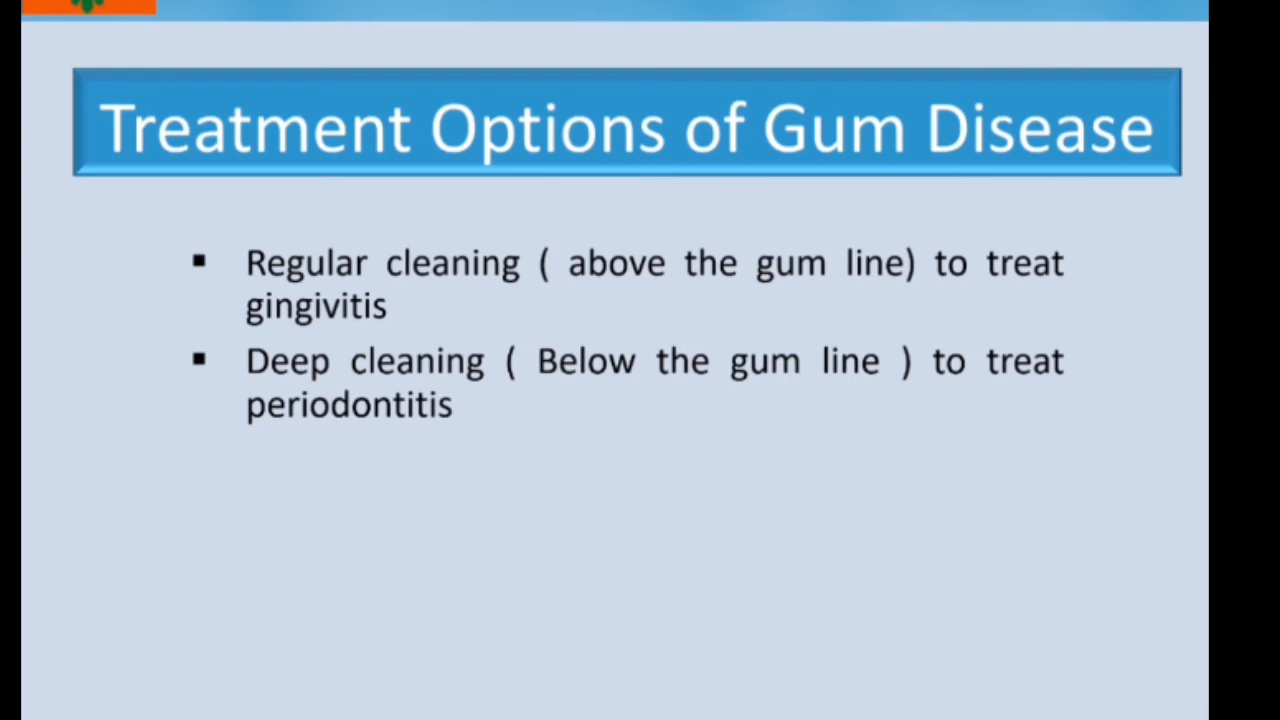 Treatment Options of Gum Disease
▪ Regular cleaning ( above the gum line) to treat
gingivitis
▪ Deep cleaning ( Below the gum line ) to treat
periodontitis